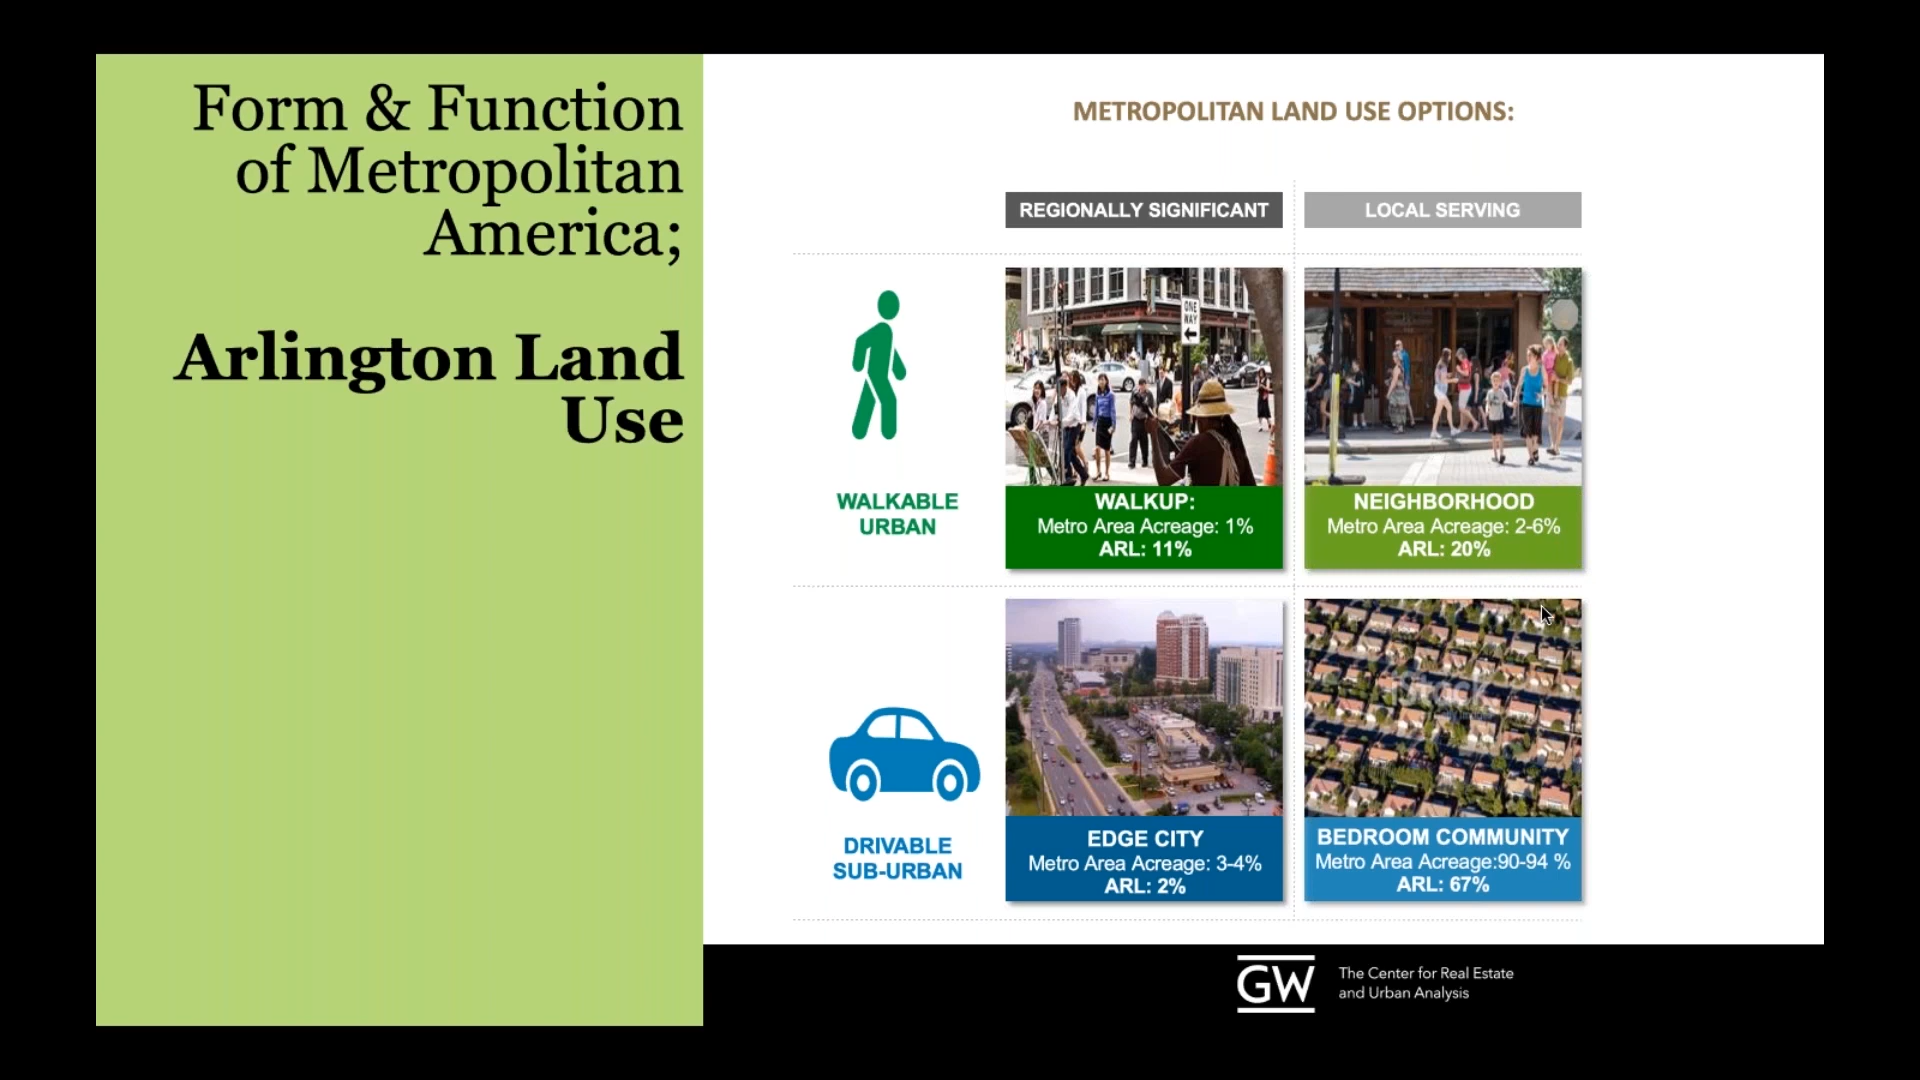 Form & Function
of Metropolitan
America;
Arlington Land
Use
METROPOLITAN LAND USE OPTIONS:
REGIONALLY SIGNIFICANT
LOCAL SERVING
WALKABLE
URBAN
ONE
WAY
WALKUP:
Metro Area Acreage: 1%
ARL: 11%
NEIGHBORHOOD
Metro Area Acreage: 2-6%
ARL: 20%
DRIVABLE
SUB-URBAN
EDGE CITY
Metro Area Acreage: 3-4%
ARL: 2%
iStock
BEDROOM COMMUNITY
Metro Area Acreage:90-94 %
ARL: 67%
GW
The Center for Real Estate
and Urban Analysis